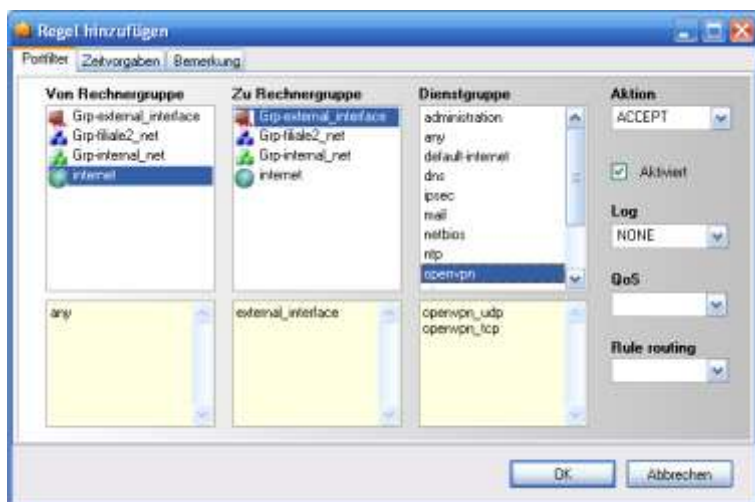 Regel hinzufügen
Portfilter Zeitvorgaben Bemerkung
Von Rechnergruppe
Grp-external_interface
Grp-filiale2_net
Grp-internal_net
internet
any
Zu Rechnergruppe
Grp-external_interface
Grp-filiale2_net
Grp-internal_net
internet
external_interface
Dienstgruppe
administration
any
default-internet
dns
ipsec
mail
netbios
ntp
openvpn
openvpn_udp
openvpn_tcp
Aktion
ACCEPT
Aktiviert
Log
NONE
QoS
Rule routing
OK Abbrechen